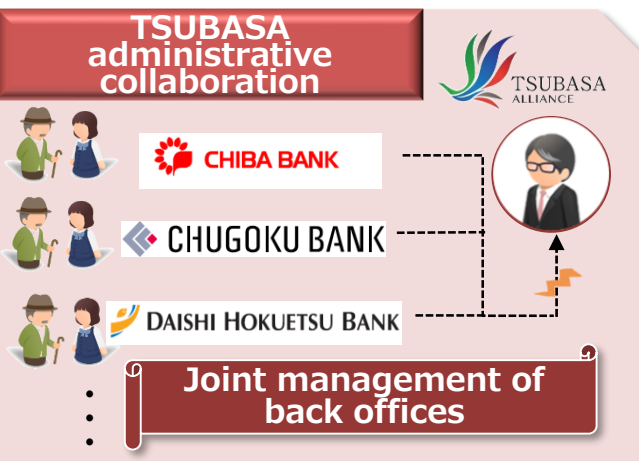 TSUBASA
administrative
collaboration
TSUBASA
ALLIANCE
CHIBA BANK
CHUGOKU BANK
DAISHI HOKUETSU BANK
Joint management of
back offices